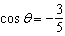 cos θ = −3/5